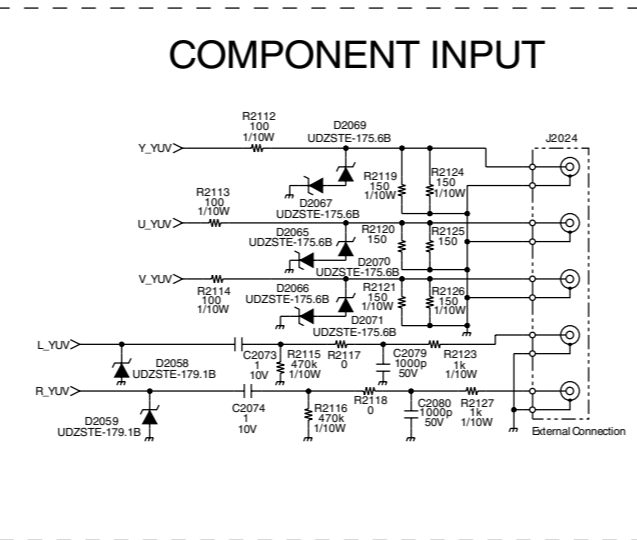 COMPONENT INPUT
R2112
100
1/10W
D2069
UDZSTE-175.6B
J2024
Y_YUV
R2119
150
1/10W
R2124
150
1/10W
R2113
100
1/10W
D2067
UDZSTE-175.6B
U_YUV
D2065
UDZSTE-175.6B
R2120
150
R2125
150
D2070
UDZSTE-175.6B
V_YUV
R2114
100
1/10W
D2066
UDZSTE-175.6B
R2121
150
1/10W
R2126
150
1/10W
D2071
UDZSTE-175.6B
L_YUV
D2058
UDZSTE-179.1B
C2073
1
10V
R2115
470k
1/10W
R2117
0
C2079
1000p
50V
R2123
1k
1/10W
R_YUV
D2059
UDZSTE-179.1B
C2074
1
10V
R2116
470k
1/10W
R2118
0
C2080
1000p
50V
R2127
1k
1/10W
External Connection